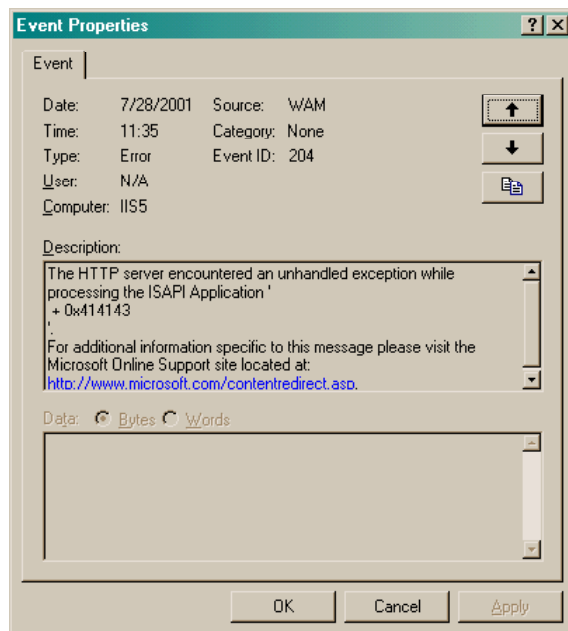 Event Properties
Event
Date: 7/28/2001 Source: WAM
Time: 11:35 Category: None
Type: Error Event ID: 204
User: N/A
Computer: IIS5
Description:
The HTTP server encountered an unhandled exception while
processing the ISAPI Application '
+ 0x414143
'.
For additional information specific to this message please visit the
Microsoft Online Support site located at:
http://www.microsoft.com/contentredirect.asp.
Data: Bytes Words
OK Cancel Apply